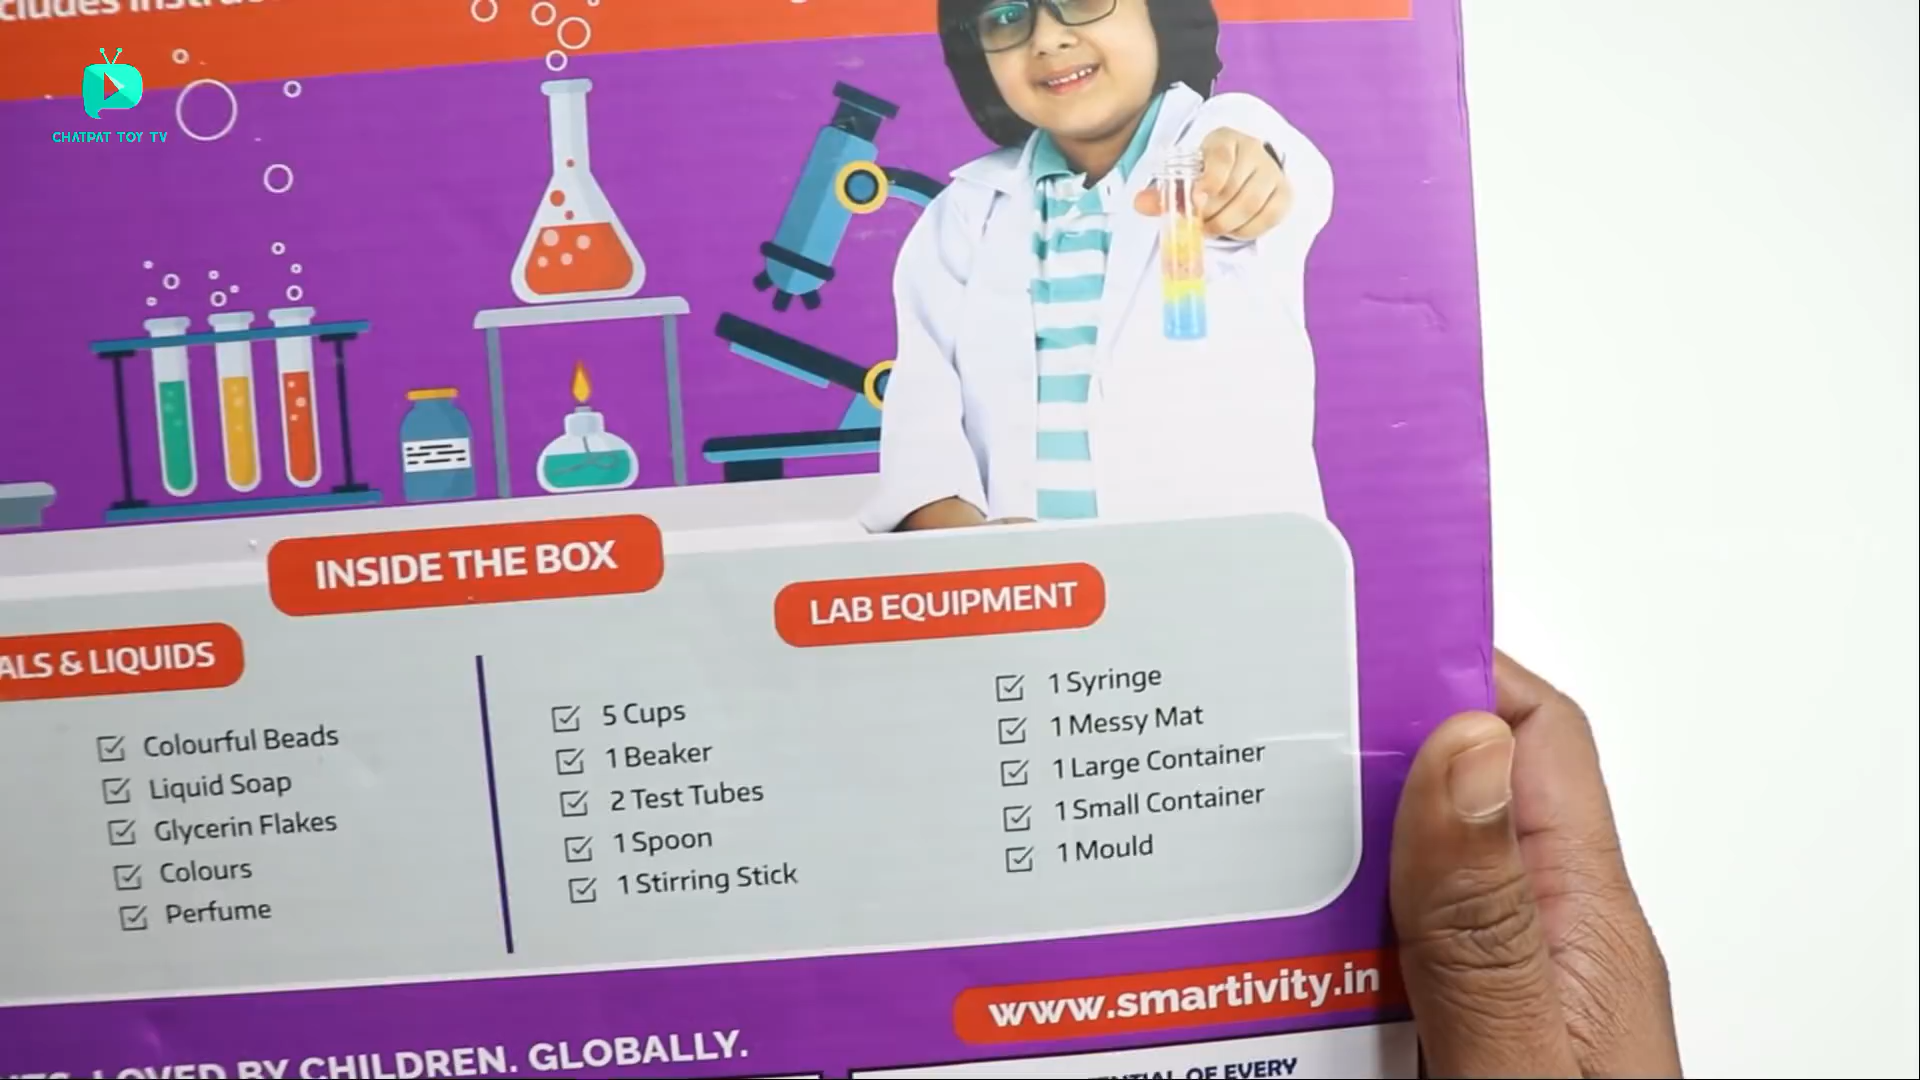 CHATPAT TOY TV
INSIDE THE BOX
& LIQUIDS
Colourful Beads
Liquid Soap
Glycerin Flakes
Colours
Perfume
LAB EQUIPMENT
5 Cups
1 Beaker
2 Test Tubes
1 Spoon
1 Stirring Stick
1 Syringe
1 Messy Mat
1 Large Container
1 Small Container
1 Mould
www.smartivity.in
LOVED BY CHILDREN. GLOBALLY.
OF EVERY